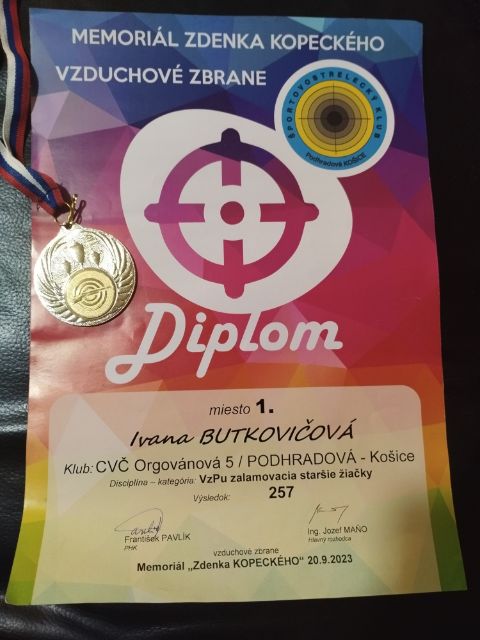 MEMORIÁL ZDENKA KOPECKÉHO
VZDUCHOVÉ ZBRANE
ŠPORTOVOSTRELECKÝ KLUB
Podhradová KOŠICE
Diplom
miesto 1.
Ivana BUTKOVIČOVÁ
Klub: CVČ Orgovánová 5 / PODHRADOVÁ - Košice
Disciplína – kategória: VzPu zalamovacia staršie žiačky
Výsledok: 257
František PAVLÍK
PHK
Ing. Jozef MAŇO
Hlavný rozhodca
vzduchové zbrane
Memoriál „Zdenka KOPECKÉHO" 20.9.2023